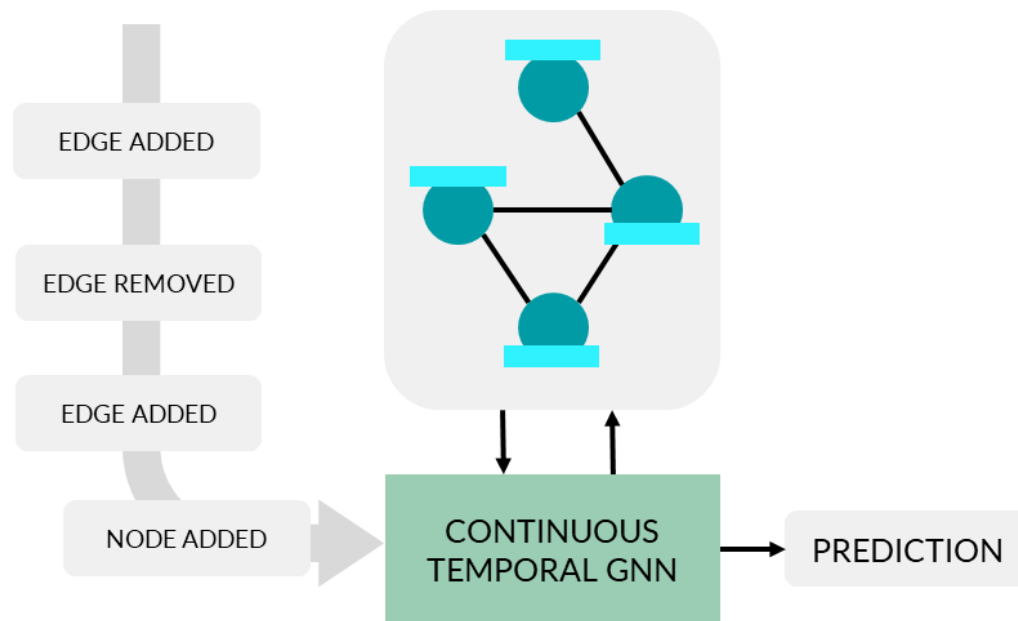 EDGE ADDED
EDGE REMOVED
EDGE ADDED
NODE ADDED
CONTINUOUS
TEMPORAL GNN
PREDICTION